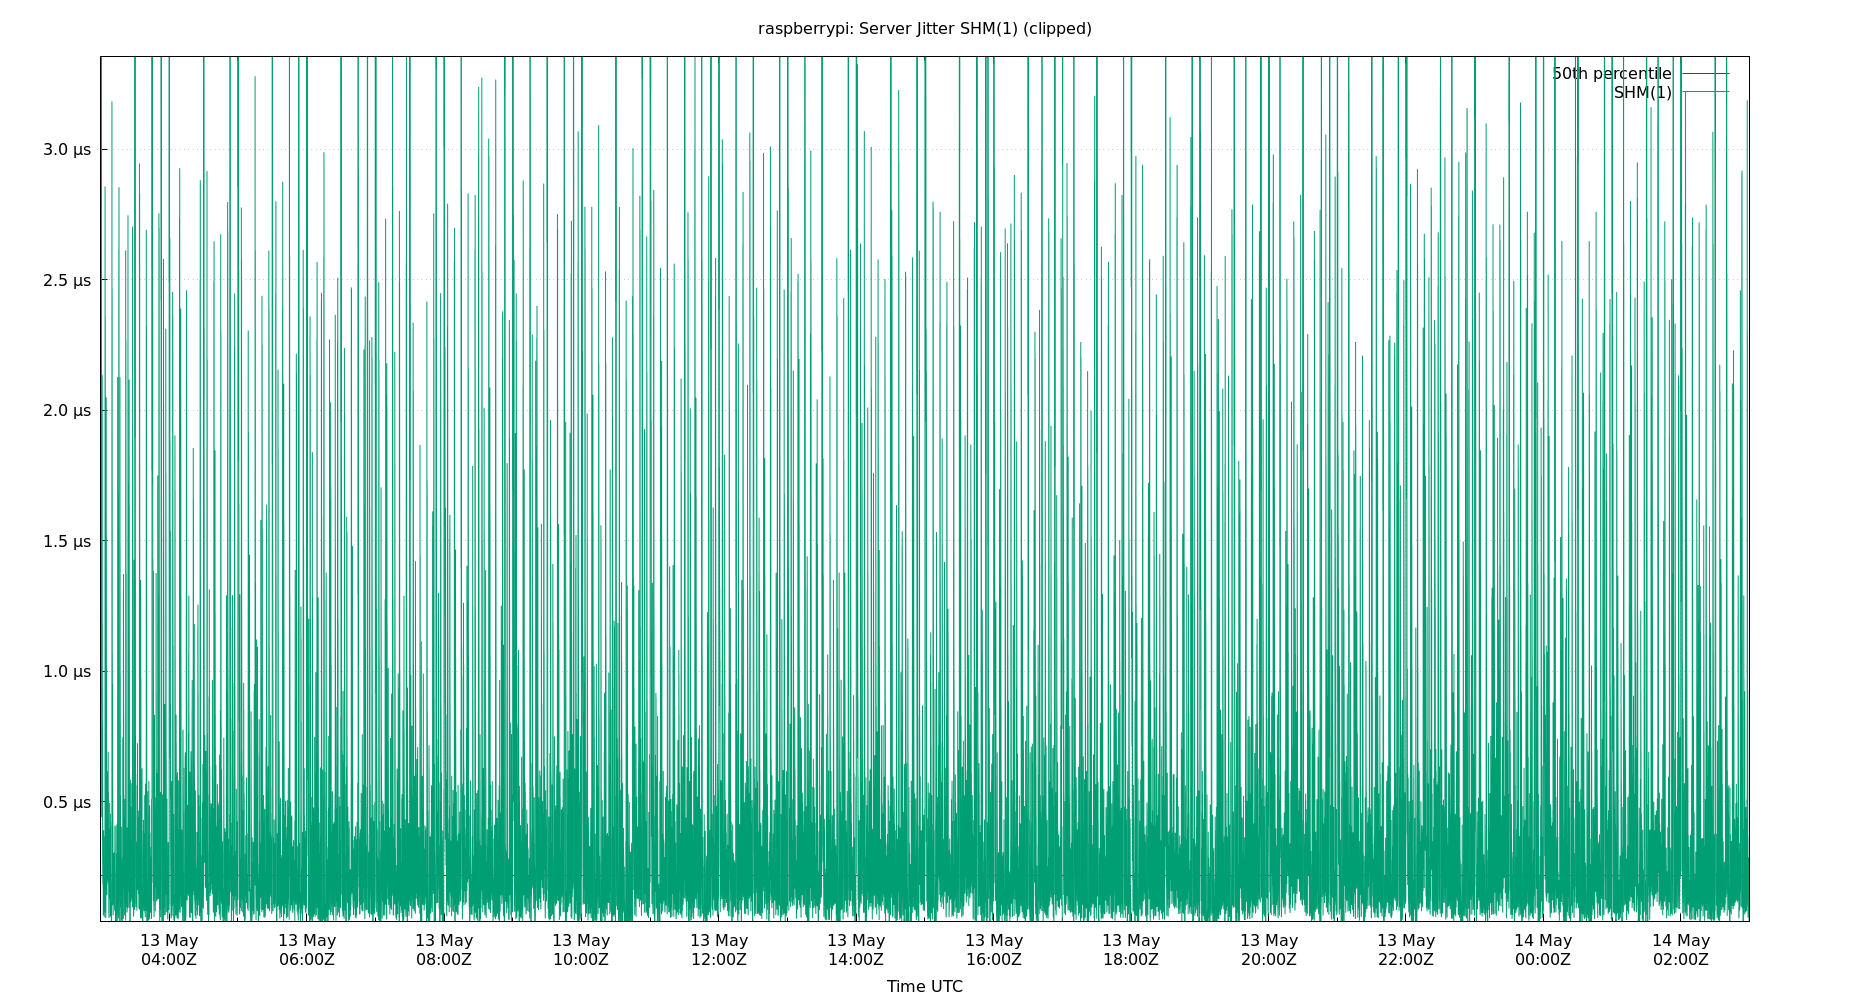 raspberrypi: Server Jitter SHM(1) (clipped)
50th percentile
SHM(1)
3.0 µs
2.5 µs
2.0 µs
1.5 µs
1.0 µs
0.5 µs
13 May 13 May 13 May 13 May 13 May 13 May 13 May 13 May 13 May 13 May 14 May 14 May
04:00Z 06:00Z 08:00Z 10:00Z 12:00Z 14:00Z 16:00Z 18:00Z 20:00Z 22:00Z 00:00Z 02:00Z
Time UTC